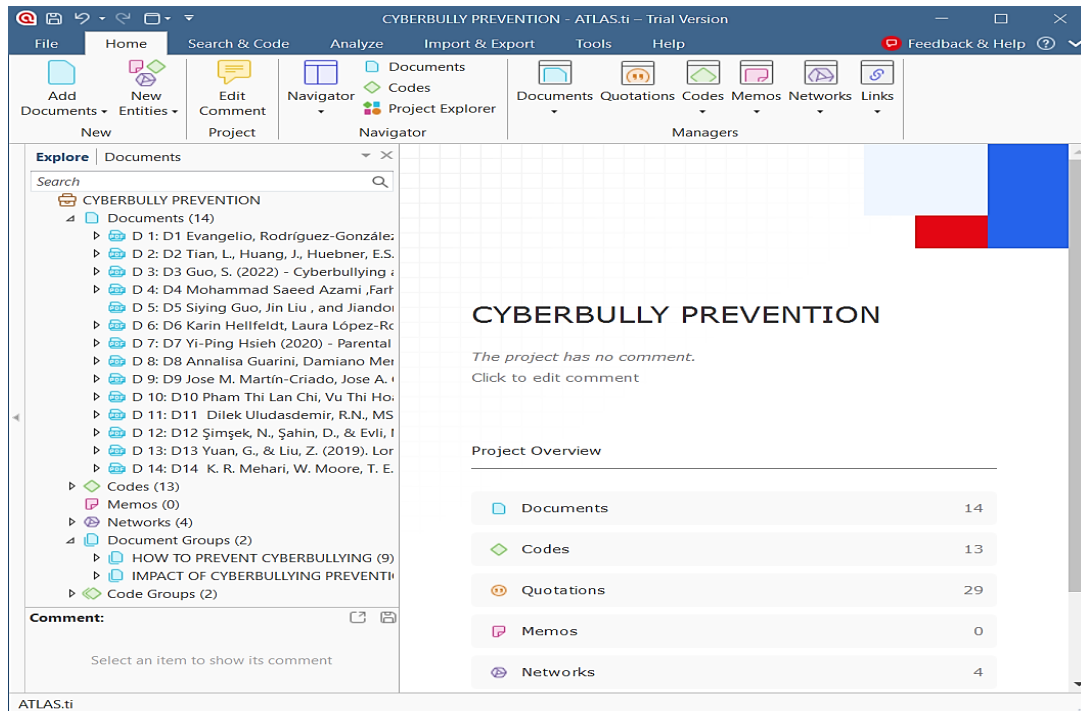 CYBERBULLY PREVENTION - ATLAS.ti – Trial Version
File Home Search & Code Analyze Import & Export Tools Help Feedback & Help
Documents
Codes
Project Explorer
Add Documents New Entities Edit Comment Navigator Documents Quotations Codes Memos Networks Links
New Project Navigator Managers
Explore Documents
Search
CYBERBULLY PREVENTION
Documents (14)
D 1: D1 Evangelio, Rodríguez-González
D 2: D2 Tian, L., Huang, J., Huebner, E.S.
D 3: D3 Guo, S. (2022) - Cyberbullying
D 4: D4 Mohammad Saeed Azami ,Farh
D 5: D5 Siying Guo, Jin Liu , and
D 6: D6 Karin Hellfeldt, Laura
D 7: D7 Yi-Ping Hsieh (2020) - Parental
D 8: D8 Annalisa Guarini, Damiano
D 9: D9 Jose M. Martín-Criado, Jose A.
D 10: D10 Pham Thi Lan Chi, Vu Thi
D 11: D11 Dilek Uludasdemir, R.N., MS
D 12: D12 Şimşek, N., Şahin, D., & Evli,
D 13: D13 Yuan, G., & Liu, Z. (2019). Lor
D 14: D14 K. R. Mehari, W. Moore, T. E.
Codes (13)
Memos (0)
Networks (4)
Document Groups (2)
HOW TO PREVENT CYBERBULLYING (9)
IMPACT OF CYBERBULLYING PREVENTI
Code Groups (2)
Comment:
Select an item to show its comment
CYBERBULLY PREVENTION
The project has no comment.
Click to edit comment
Project Overview
Documents 14
Codes 13
Quotations 29
Memos 0
Networks 4
ATLAS.ti